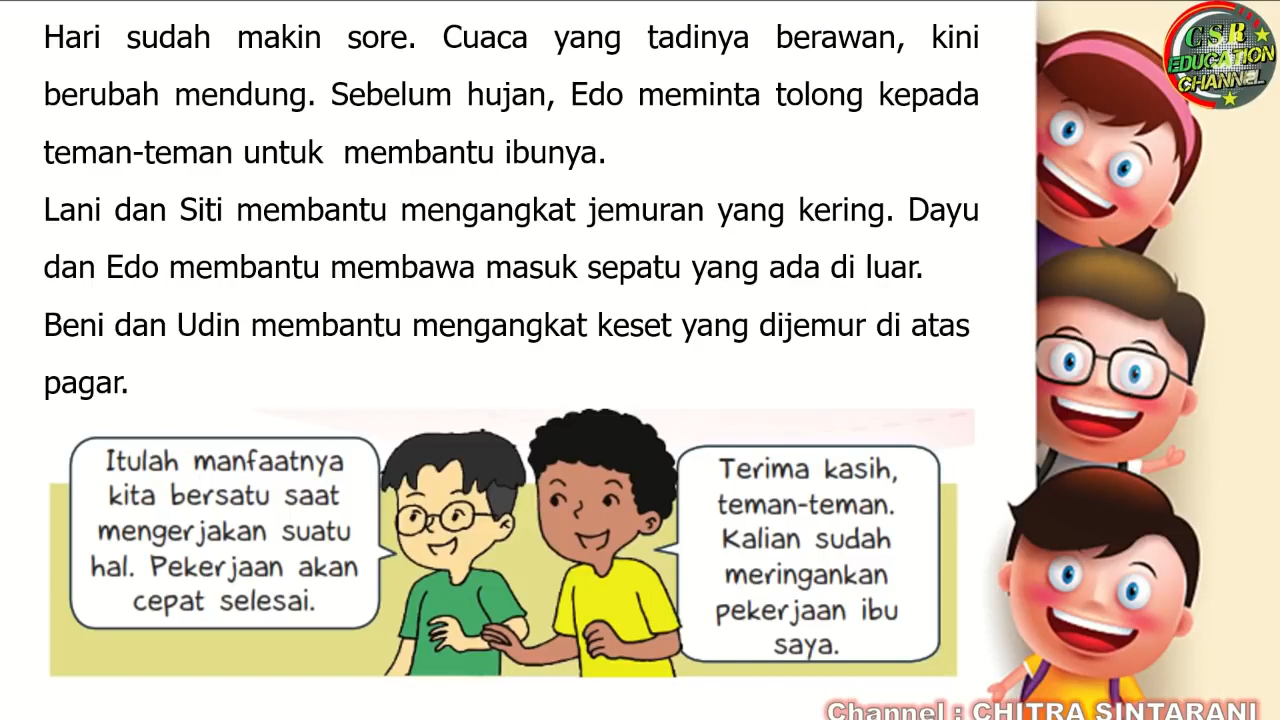 Hari sudah makin sore. Cuaca yang tadinya berawan, kini
berubah mendung. Sebelum hujan, Edo meminta tolong kepada
teman-teman untuk membantu ibunya.
Lani dan Siti membantu mengangkat jemuran yang kering. Dayu
dan Edo membantu membawa masuk sepatu yang ada di luar.
Beni dan Udin membantu mengangkat keset yang dijemur di atas
pagar.
Itulah manfaatnya
kita bersatu saat
mengerjakan suatu
hal. Pekerjaan akan
cepat selesai.
Terima kasih,
teman-teman.
Kalian sudah
meringankan
pekerjaan ibu
saya.
CSR
EDUCATION
CHANNEL
Channel : CHITRA SINTARANI